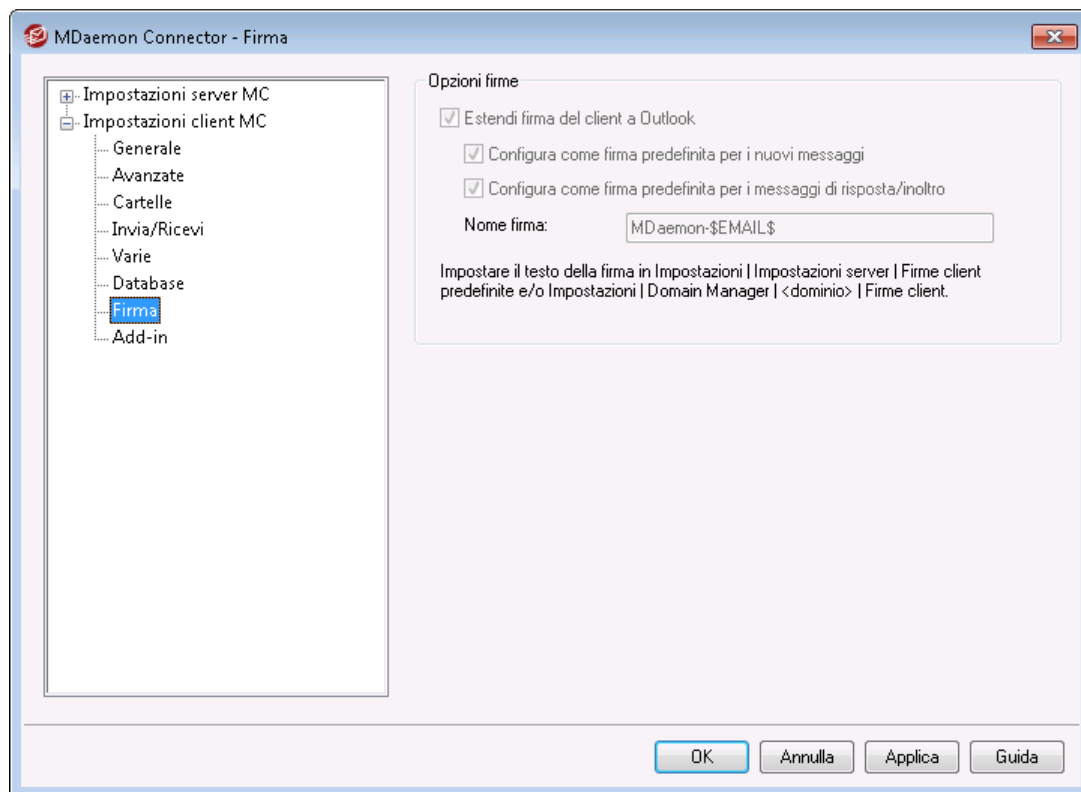 MDaemon Connector - Firma
Impostazioni server MC
Impostazioni client MC
Generale
Avanzate
Cartelle
Invia/Ricevi
Varie
Database
Firma
Add-in
Opzioni firme
Estendi firma del client a Outlook
Configura come firma predefinita per i nuovi messaggi
Configura come firma predefinita per i messaggi di risposta/inoltro
Nome firma:
MDaemon-$EMAIL$
Impostare il testo della firma in Impostazioni | Impostazioni server | Firme client
predefinite e/o Impostazioni | Domain Manager | <dominio> | Firme client.
OK
Annulla
Applica
Guida